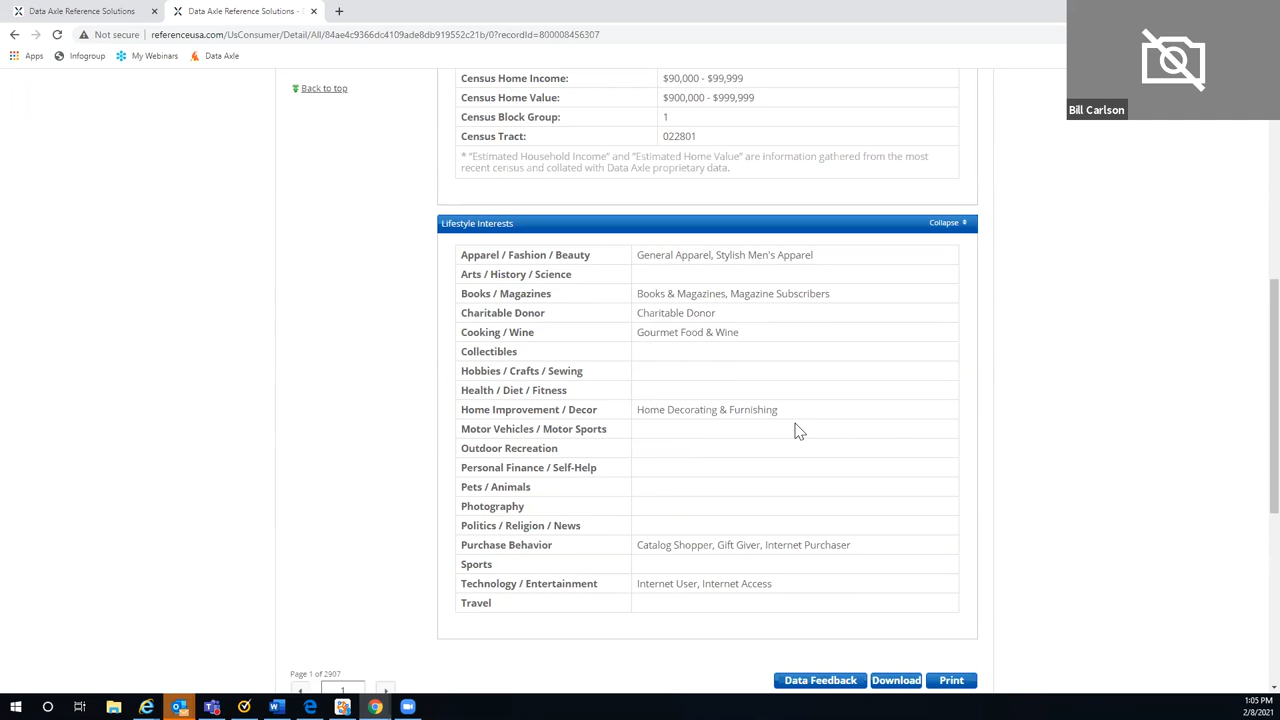 Data Axle Reference Solutions
Data Axle Reference Solutions - S
Not secure referenceusa.com/UsConsumer/Detail/All/84ae4c9366dc4109ade8db919552c21b/0?recordId=800008456307
Apps Infogroup My Webinars Data Axle
Bill Carlson
Back to top
Census Home Income: $90,000 - $99,999
Census Home Value: $900,000 - $999,999
Census Block Group: 1
Census Tract: 022801
* "Estimated Household Income" and "Estimated Home Value" are information gathered from the most
recent census and collated with Data Axle proprietary data.
Lifestyle Interests Collapse
Apparel / Fashion / Beauty General Apparel, Stylish Men's Apparel
Arts / History / Science
Books / Magazines Books & Magazines, Magazine Subscribers
Charitable Donor Charitable Donor
Cooking / Wine Gourmet Food & Wine
Collectibles
Hobbies / Crafts / Sewing
Health / Diet / Fitness
Home Improvement / Decor Home Decorating & Furnishing
Motor Vehicles / Motor Sports
Outdoor Recreation
Personal Finance / Self-Help
Pets / Animals
Photography
Politics / Religion / News
Purchase Behavior Catalog Shopper, Gift Giver, Internet Purchaser
Sports
Technology / Entertainment Internet User, Internet Access
Travel
Page 1 of 2907
1
Data Feedback Download Print
1:05 PM
2/8/2021